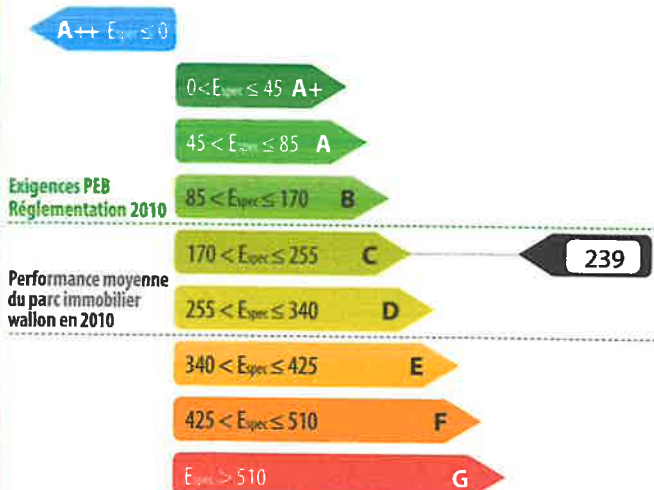 A++ Espec ≤ 0
0 < Espec ≤ 45 A+
45 < Espec ≤ 85 A
Exigences PEB
Réglementation 2010
85 < Espec ≤ 170 B
170 < Espec ≤ 255 C
239
Performance moyenne
du parc immobilier
wallon en 2010
255 < Espec ≤ 340 D
340 < Espec ≤ 425 E
425 < Espec ≤ 510 F
Espec > 510 G